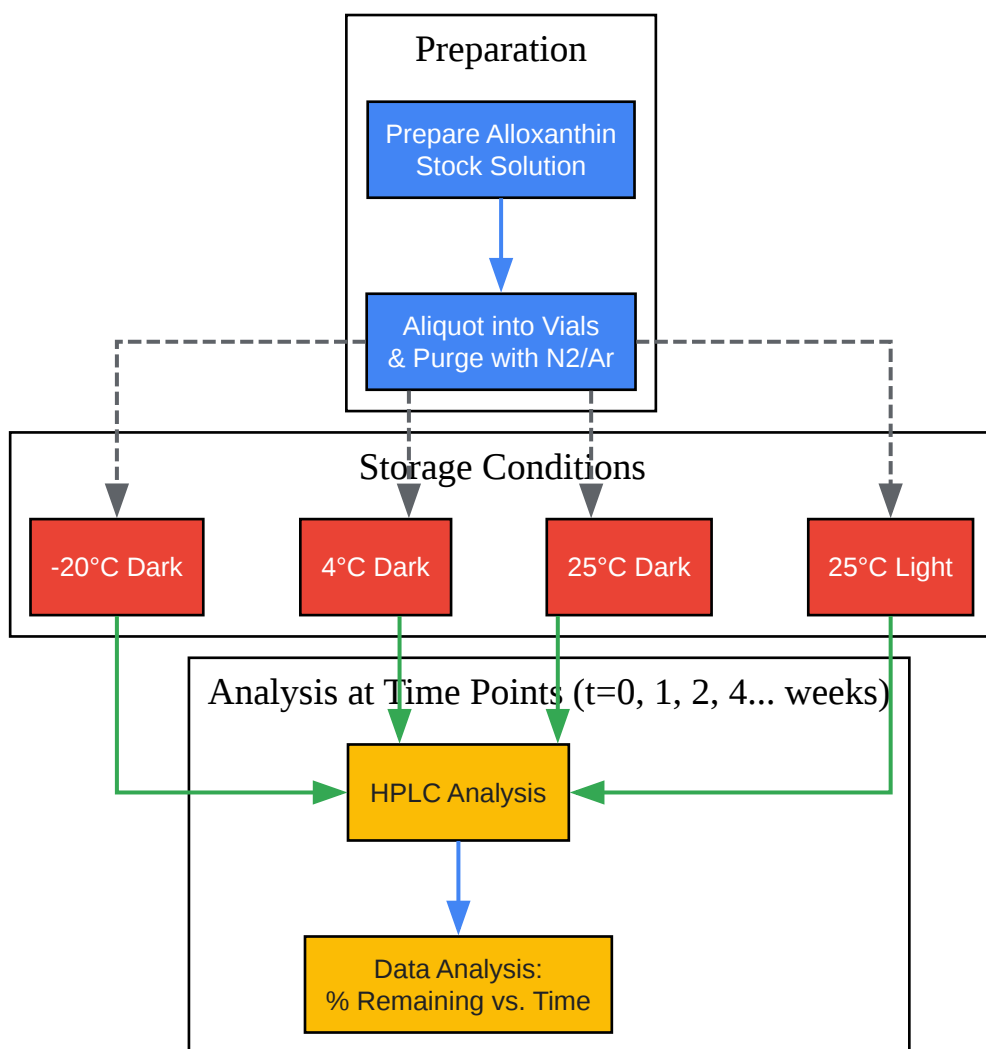 Preparation
Prepare Alloxanthin
Stock Solution
Aliquot into Vials
& Purge with N2/Ar
Storage Conditions
-20°C Dark
4°C Dark
25°C Dark
25°C Light
Analysis at Time Points (t=0, 1, 2, 4... weeks)
HPLC Analysis
Data Analysis:
% Remaining vs. Time